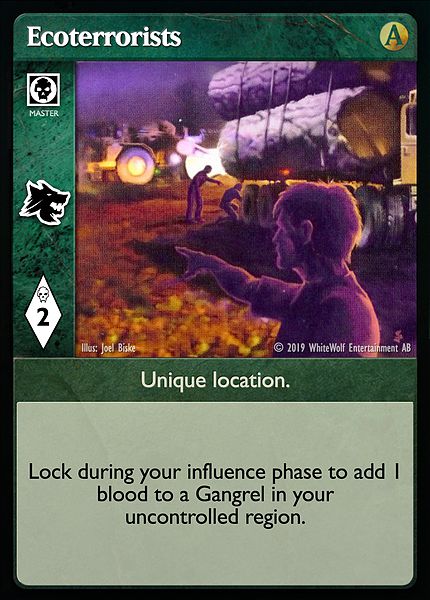 Ecoterrorists
A
MASTER
2
Illus: Joel Biske
© 2019 WhiteWolf Entertainment AB
Unique location.
Lock during your influence phase to add 1
blood to a Gangrel in your
uncontrolled region.